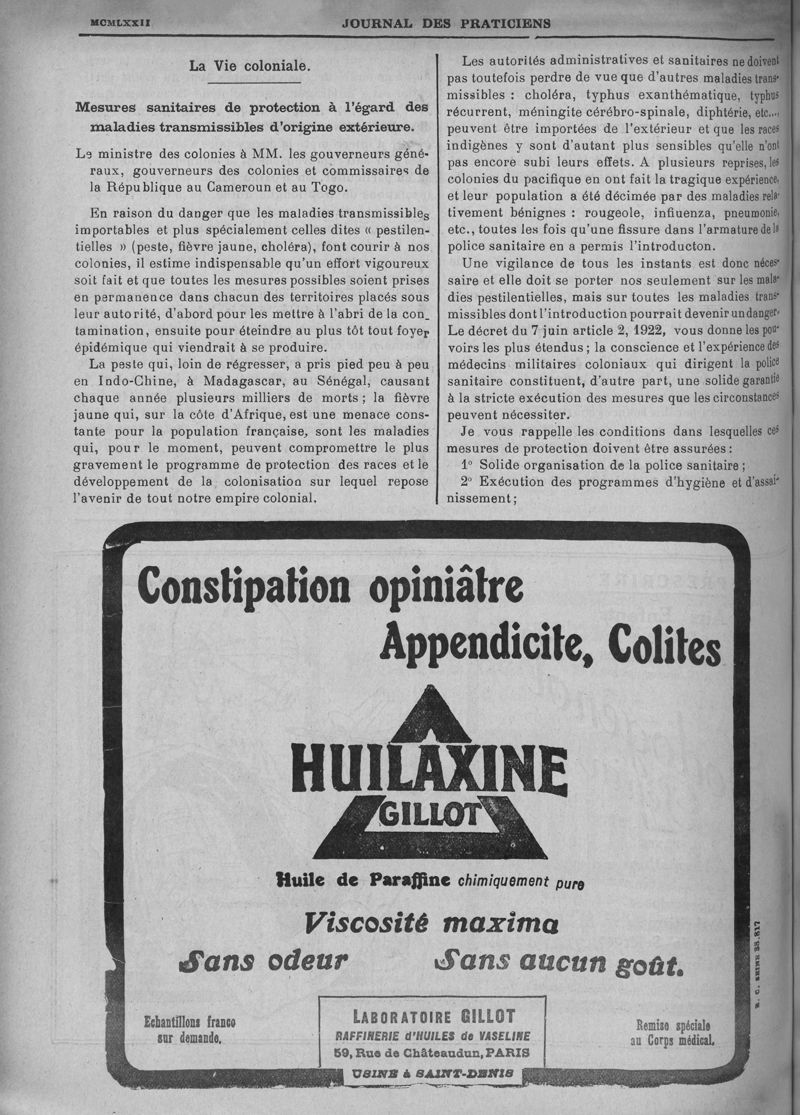 MCMLXXII
JOURNAL DES PRATICIENS
La Vie coloniale.
Mesures sanitaires de protection à l'égard des
maladies transmissibles d'origine extérieure.
Le ministre des colonies à MM. les gouverneurs géné-
raux, gouverneurs des colonies et commissaires de
la République au Cameroun et au Togo.
En raison du danger que les maladies transmissibles
importables et plus spécialement celles dites « pestilen-
tielles » (peste, fièvre jaune, choléra), font courir à nos
colonies, il estime indispensable qu'un effort vigoureux
soit fait et que toutes les mesures possibles soient prises
en permanence dans chacun des territoires placés sous
leur autorité, d'abord pour les mettre à l'abri de la con_
tamination, ensuite pour éteindre au plus tôt tout foyer
épidémique qui viendrait à se produire.
La peste qui, loin de régresser, a pris pied peu à peu
en Indo-Chine, à Madagascar, au Sénégal, causant
chaque année plusieurs milliers de morts ; la fièvre
jaune qui, sur la côte d'Afrique, est une menace cons-
tante pour la population française, sont les maladies
qui, pour le moment, peuvent compromettre le plus
gravement le programme de protection des races et le
développement de la colonisation sur lequel repose
l'avenir de tout notre empire colonial.
Les autorités administratives et sanitaires ne doivent
pas toutefois perdre de vue que d'autres maladies trans-
missibles : choléra, typhus exanthématique, typhus
récurrent, méningite cérébro-spinale, diphtérie, etc...,
peuvent être importées de l'extérieur et que les races
indigènes y sont d'autant plus sensibles qu'elle n'ont
pas encore subi leurs effets. A plusieurs reprises, les
colonies du pacifique en ont fait la tragique expérience,
et leur population a été décimée par des maladies rela-
tivement bénignes : rougeole, influenza, pneumonie,
etc., toutes les fois qu'une fissure dans l'armature de la
police sanitaire en a permis l'introducton.
Une vigilance de tous les instants est donc néces-
saire et elle doit se porter nos seulement sur les mala-
dies pestilentielles, mais sur toutes les maladies trans-
missibles dont l'introduction pourrait devenir un danger.
Le décret du 7 juin article 2, 1922, vous donne les pou-
voirs les plus étendus ; la conscience et l'expérience des
médecins militaires coloniaux qui dirigent la police
sanitaire constituent, d'autre part, une solide garantie
à la stricte exécution des mesures que les circonstances
peuvent nécessiter.
Je vous rappelle les conditions dans lesquelles ces
mesures de protection doivent être assurées :
1º Solide organisation de la police sanitaire ;
2º Exécution des programmes d'hygiène et d'assai-
nissement ;
Constipation opiniâtre
Appendicite, Colites
HUILAXINE
GILLOT
Huile de Paraffine chimiquement pure
Viscosité maxima
Sans odeur Sans aucun goût.
Echantillons franco
sur demande.
LABORATOIRE GILLOT
RAFFINERIE d'HUILES de VASELINE
59, Rue de Châteaudun, PARIS
USINE à SAINT-DENIS
Remise spéciale
au Corps médical.
R. C. SEINE 38.817